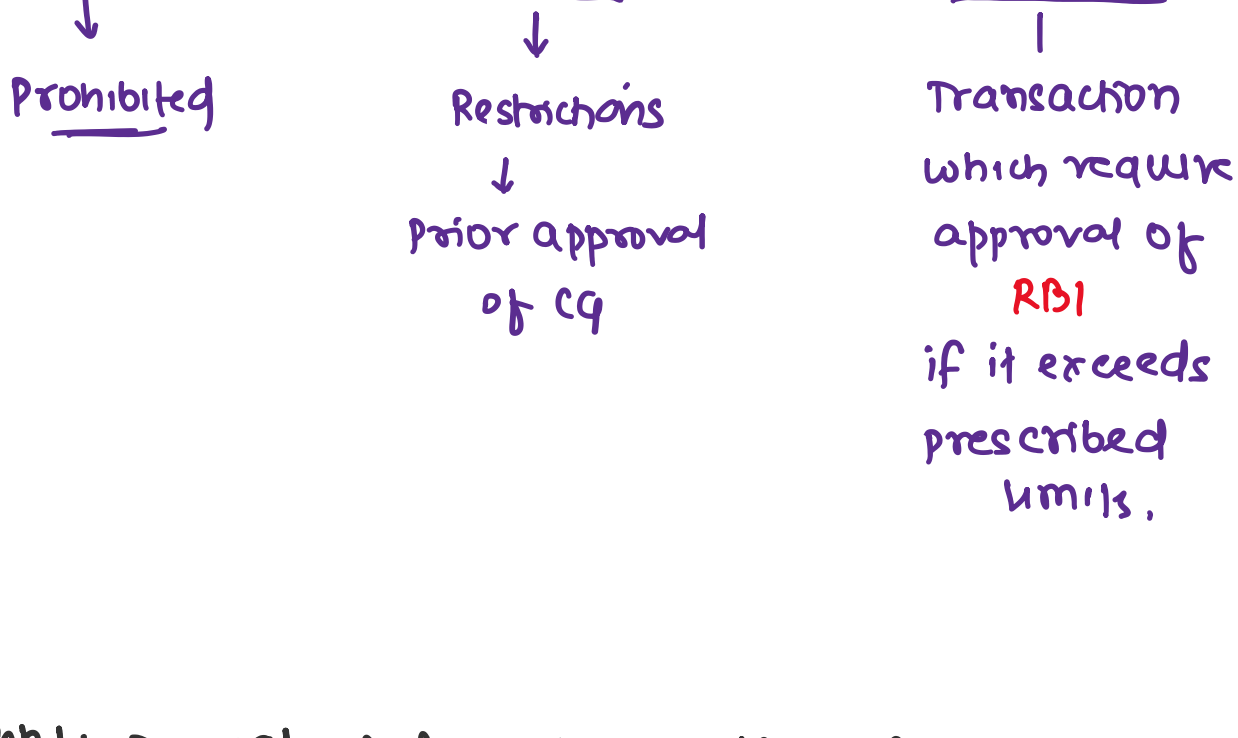 Prohibited
Restrictions
Prior approval
of CG
Transaction
which require
approval of
RBI
if it exceeds
prescribed
limits.